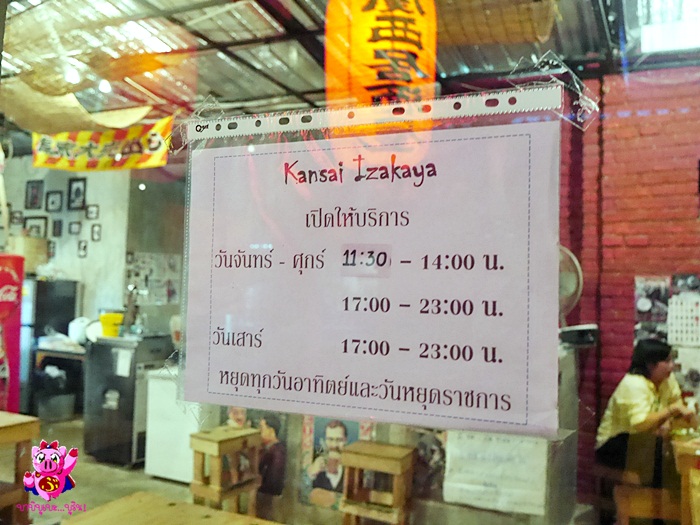 Kansai Izakaya
เปิดให้บริการ
วันจันทร์ - ศุกร์ 11:30 - 14:00 น.
17:00 - 23:00 น.
วันเสาร์ 17:00 - 23:00 น.
หยุดทุกวันอาทิตย์และวันหยุดราชการ